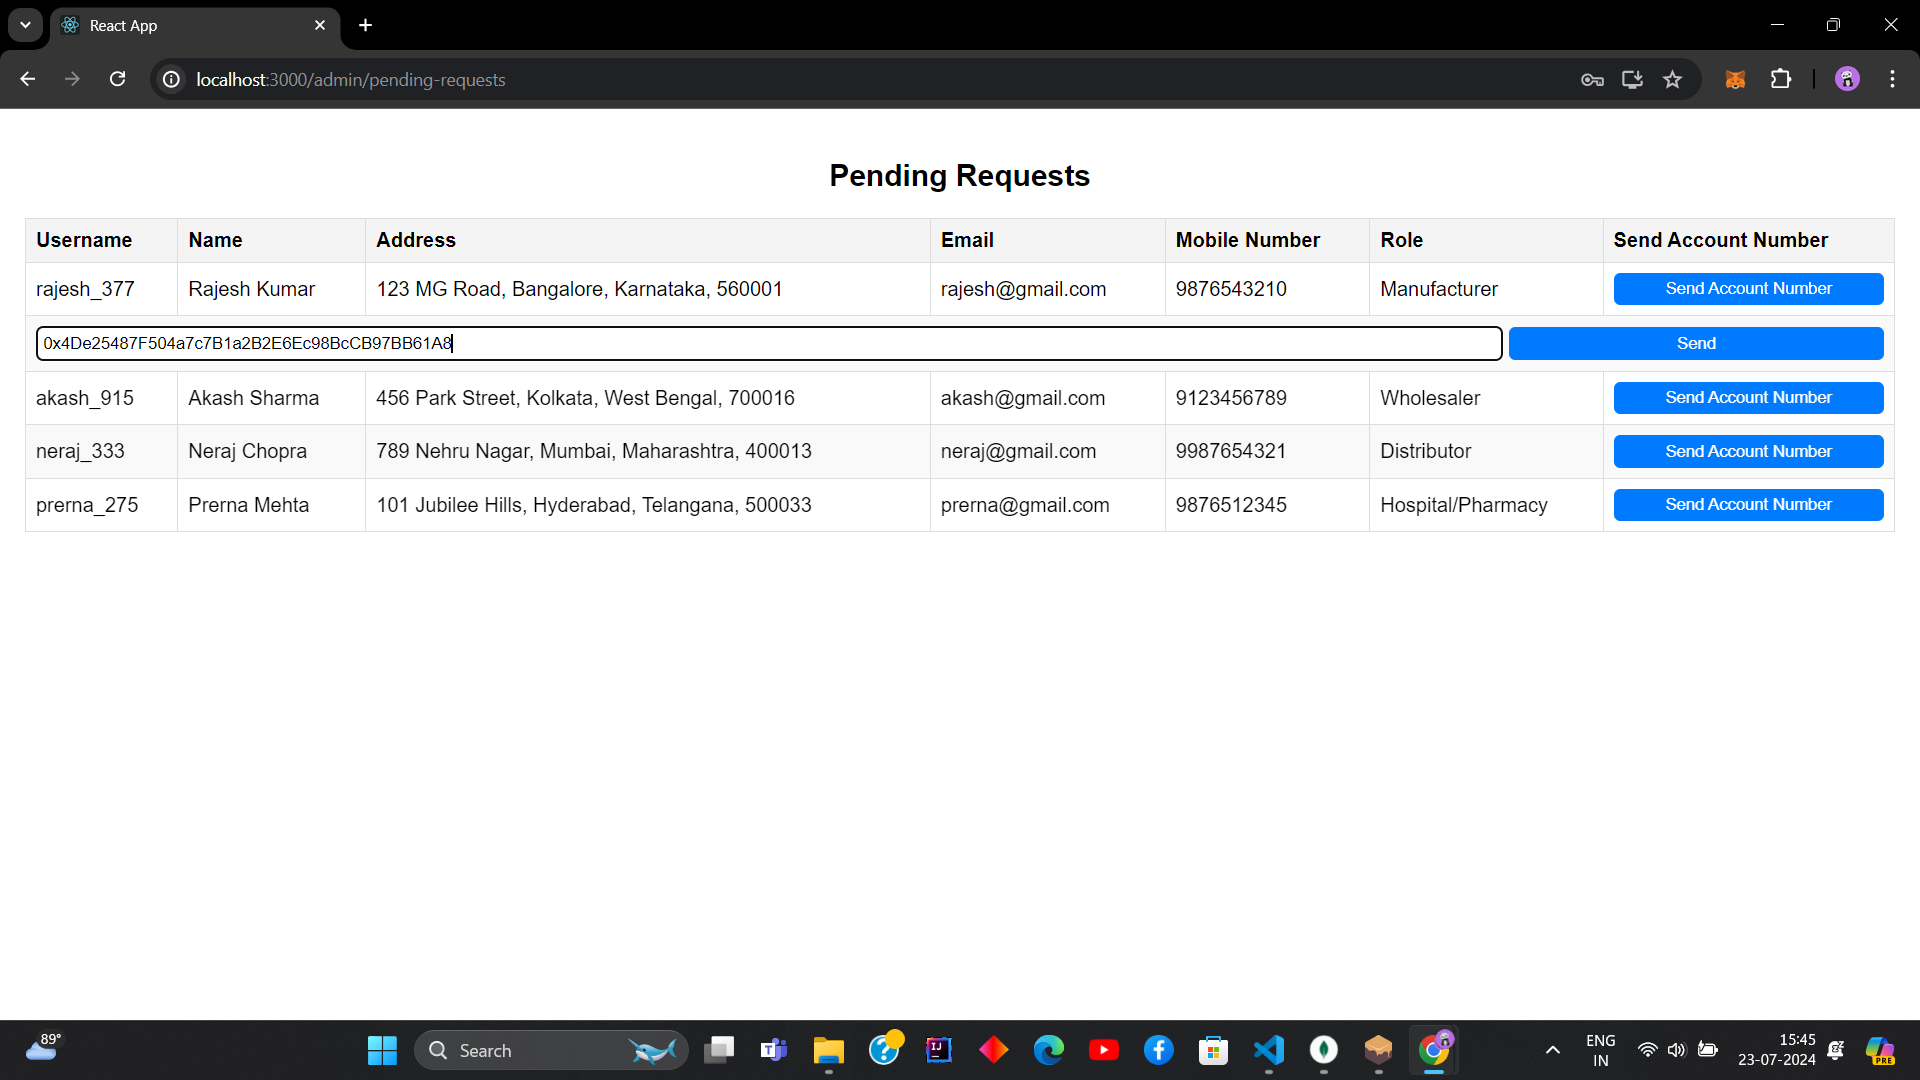 React App
localhost:3000/admin/pending-requests
Pending Requests
Username Name Address Email Mobile Number Role Send Account Number
rajesh_377 Rajesh Kumar 123 MG Road, Bangalore, Karnataka, 560001 rajesh@gmail.com 9876543210 Manufacturer Send Account Number
0x4De25487F504a7c7B1a2B2E6Ec98BcCB97BB61A8 Send
akash_915 Akash Sharma 456 Park Street, Kolkata, West Bengal, 700016 akash@gmail.com 9123456789 Wholesaler Send Account Number
neraj_333 Neraj Chopra 789 Nehru Nagar, Mumbai, Maharashtra, 400013 neraj@gmail.com 9987654321 Distributor Send Account Number
prerna_275 Prerna Mehta 101 Jubilee Hills, Hyderabad, Telangana, 500033 prerna@gmail.com 9876512345 Hospital/Pharmacy Send Account Number
89°
Search
ENG
IN
15:45
23-07-2024
PRE